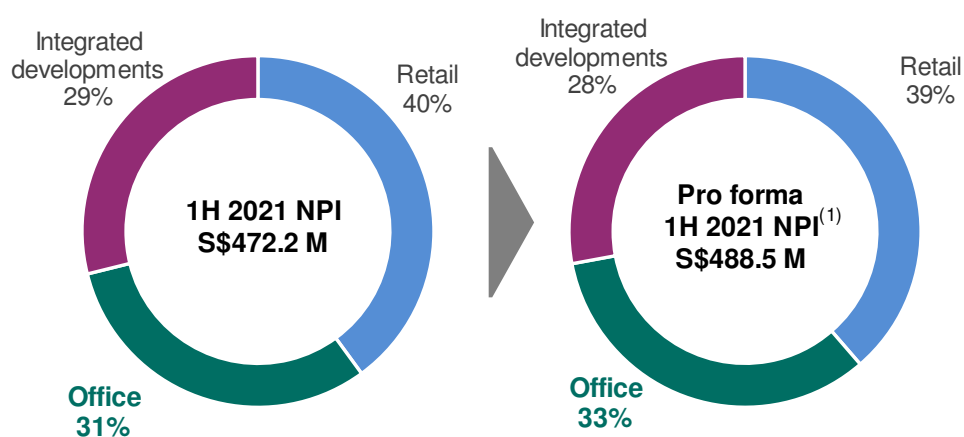 Integrated
developments
29%
Retail
40%
1H 2021 NPI
S$472.2 M
Office
31%
Integrated
developments
28%
Retail
39%
Pro forma
1H 2021 NPI(1)
S$488.5 M
Office
33%